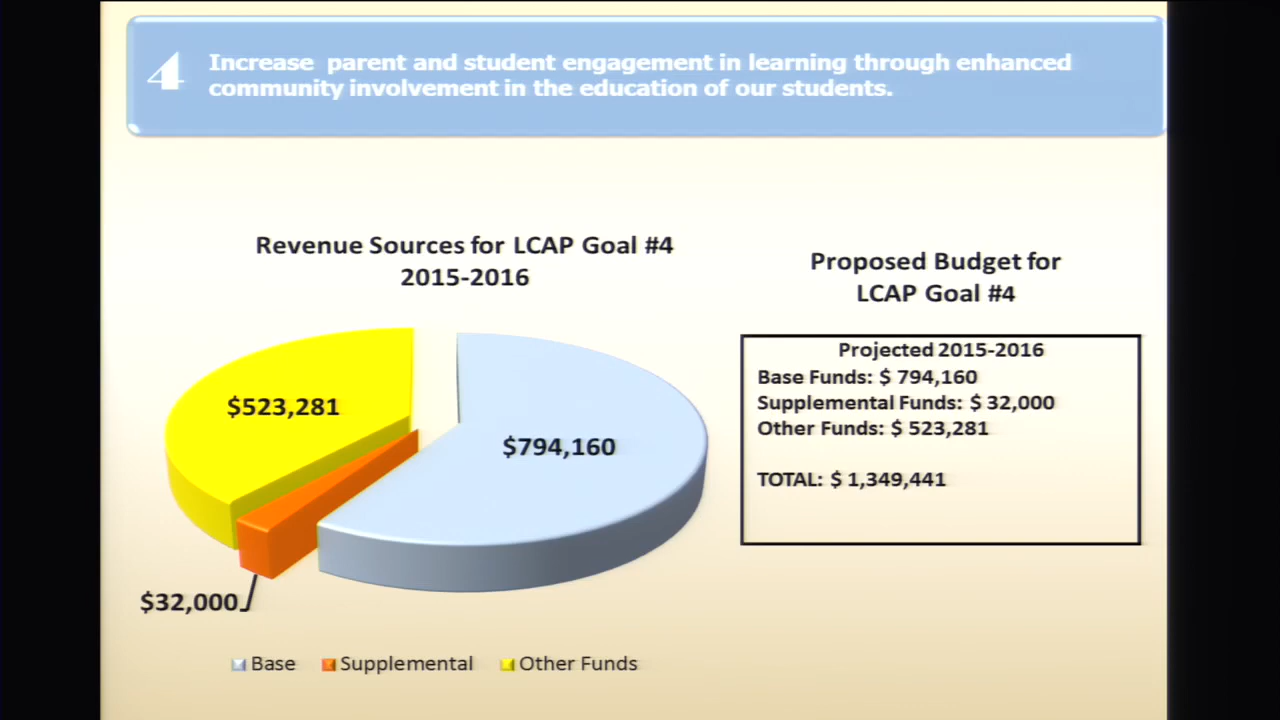 4
Increase parent and student engagement in learning through enhanced
community involvement in the education of our students.
Revenue Sources for LCAP Goal #4
2015-2016
$523,281
$794,160
$32,000
Base Supplemental Other Funds
Proposed Budget for
LCAP Goal #4
Projected 2015-2016
Base Funds: $ 794,160
Supplemental Funds: $ 32,000
Other Funds: $ 523,281
TOTAL: $ 1,349,441